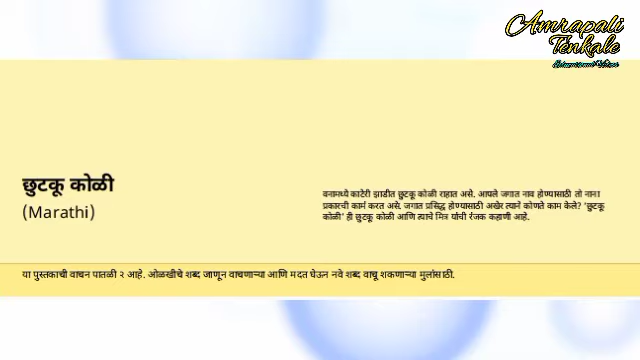 Amrapali
Tenkale
छुटकू कोळी
(Marathi)
वनामध्ये काटेरी झाडीत छुटकू कोळी राहात असे. आपले जगात नाव होण्यासाठी तो नाना
प्रकारची कामं करत असे. जगात प्रसिद्ध होण्यासाठी अखेर त्याने कोणते काम केले? 'छुटकू
कोळी' ही छुटकू कोळी आणि त्याचे मित्र यांची रंजक कहाणी आहे.
या पुस्तकाची वाचन पातळी २ आहे. ओळखीचे शब्द जाणून वाचणाऱ्या आणि मदत घेऊन नवे शब्द वाचू शकणाऱ्या मुलांसाठी.